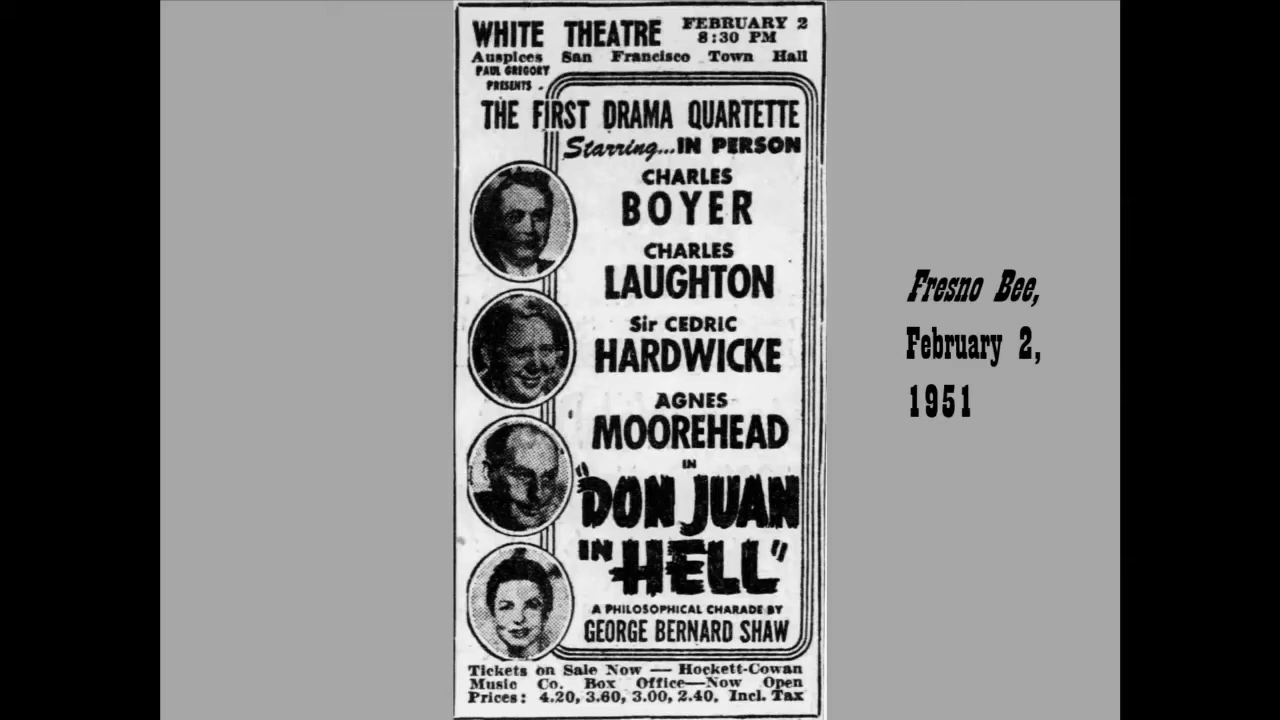 WHITE THEATRE
FEBRUARY 2
8:30 PM
Auspices San Francisco Town Hall
PAUL GREGORY
PRESENTS
THE FIRST DRAMA QUARTETTE
Starring...IN PERSON
CHARLES
BOYER
CHARLES
LAUGHTON
Sir CEDRIC
HARDWICKE
AGNES
MOOREHEAD
IN
"DON JUAN
IN HELL"
A PHILOSOPHICAL CHARADE BY
GEORGE BERNARD SHAW
Tickets on Sale Now — Hockett-Cowan
Music Co. Box Office—Now Open
Prices: 4.20, 3.60, 3.00, 2.40, Incl. Tax
Fresno Bee,
February 2,
1951